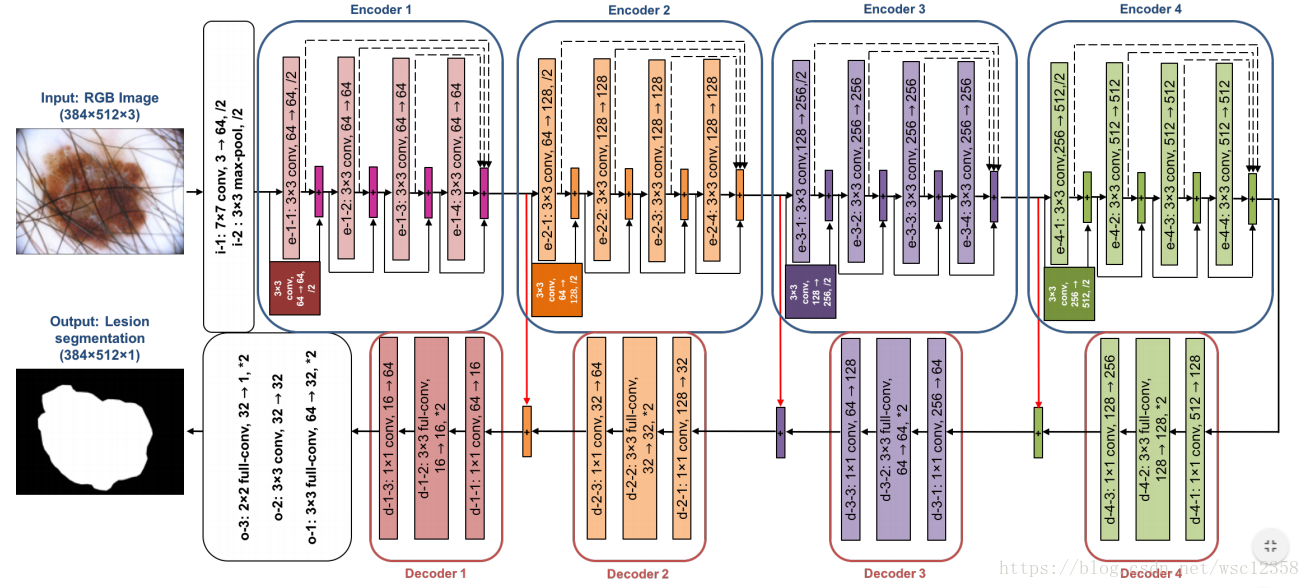 Encoder 1
Encoder 2
Encoder 3
Encoder 4
Input: RGB Image
(384×512×3)
i-1: 7×7 conv, 3 → 64, /2
i-2: 3×3 max-pool, /2
e-1-1: 3×3 conv, 64 → 64, /2
+
e-1-2: 3×3 conv, 64 → 64
+
e-1-3: 3×3 conv, 64 → 64
+
e-1-4: 3×3 conv, 64 → 64
+
3×3
conv,
64 → 64,
/2
e-2-1: 3×3 conv, 64 → 128, /2
+
e-2-2: 3×3 conv, 128 → 128
+
e-2-3: 3×3 conv, 128 → 128
+
e-2-4: 3×3 conv, 128 → 128
+
3×3
conv,
64 →
128, /2
e-3-1: 3×3 conv,128 → 256,/2
+
e-3-2: 3×3 conv, 256 → 256
+
e-3-3: 3×3 conv, 256 → 256
+
e-3-4: 3×3 conv, 256 → 256
+
3×3
conv,
128 →
256, /2
e-4-1: 3×3 conv,256 → 512,/2
+
e-4-2: 3×3 conv, 512 → 512
+
e-4-3: 3×3 conv, 512 → 512
+
e-4-4: 3×3 conv, 512 → 512
+
3×3
conv,
256 →
512, /2
Output: Lesion
segmentation
(384×512×1)
o-3: 2×2 full-conv, 32 → 1, *2
o-2: 3×3 conv, 32 → 32
o-1: 3×3 full-conv, 64 → 32, *2
d-1-3: 1×1 conv, 16 → 64
d-1-2: 3×3 full-conv,
16 → 16, *2
d-1-1: 1×1 conv, 64 → 16
+
d-2-3: 1×1 conv, 32 → 64
d-2-2: 3×3 full-conv,
32 → 32, *2
d-2-1: 1×1 conv, 128 → 32
+
d-3-3: 1×1 conv, 64 → 128
d-3-2: 3×3 full-conv,
64 → 64, *2
d-3-1: 1×1 conv, 256 → 64
+
d-4-3: 1×1 conv, 128 → 256
d-4-2: 3×3 full-conv,
128 → 128, *2
d-4-1: 1×1 conv, 512 → 128
Decoder 1
Decoder 2
Decoder 3
Decoder 4
https://blog.csdn.net/wsc12358